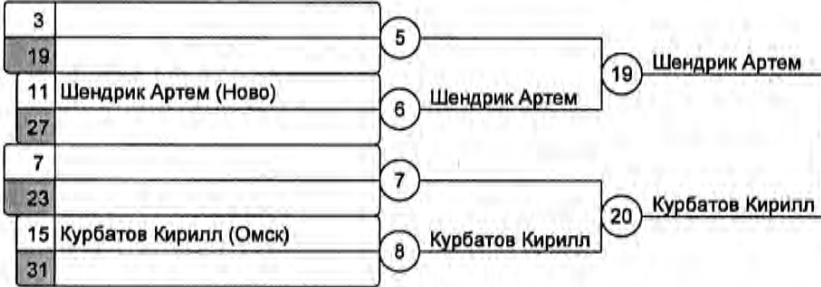 3
5
19
Шендрик Артем
19
11 Шендрик Артем (Ново)
6 Шендрик Артем
27
7
7
23
Курбатов Кирилл
20
15 Курбатов Кирилл (Омск)
8 Курбатов Кирилл
31